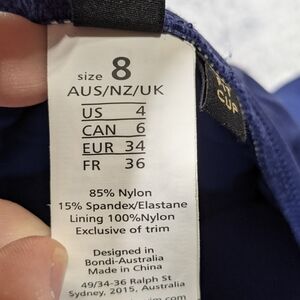 size 8
AUS/NZ/UK
US 4
CAN 6
EUR 34
FR 36
85% Nylon
15% Spandex/Elastane
Lining 100%Nylon
Exclusive of trim
Designed in
Bondi-Australia
Made in China
49/34-36 Ralph St
Sydney, 2015, Australia
CUP